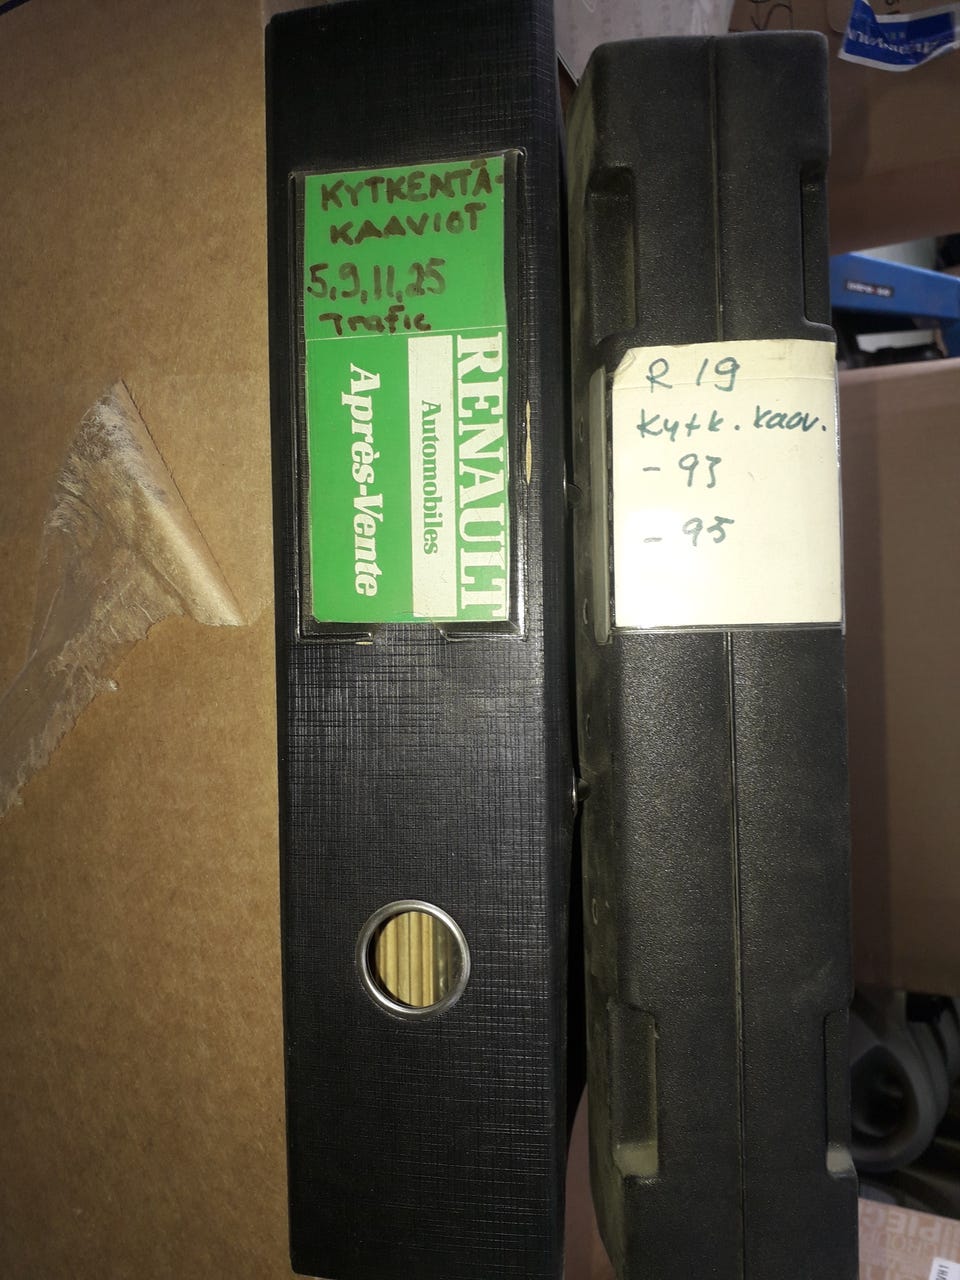 KYTKENTÄ-
KAAVIOT
5,9,11,25
Trafic
RENAULT
Automobiles
Après-Vente
R 19
Kytk. kaav.
- 93
- 95